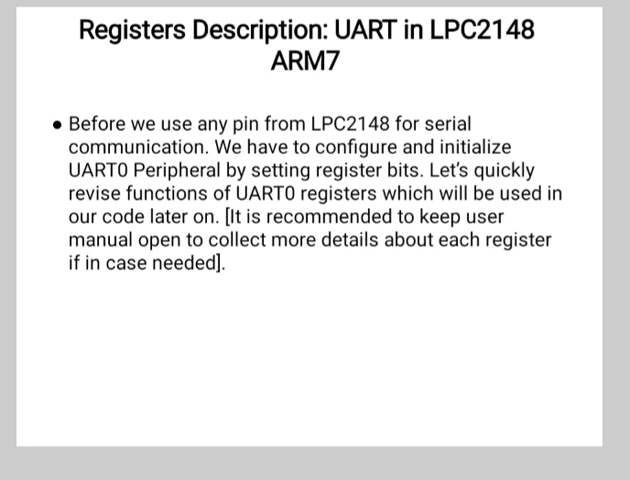 Registers Description: UART in LPC2148
ARM7
● Before we use any pin from LPC2148 for serial
communication. We have to configure and initialize
UART0 Peripheral by setting register bits. Let's quickly
revise functions of UART0 registers which will be used in
our code later on. [It is recommended to keep user
manual open to collect more details about each register
if in case needed].